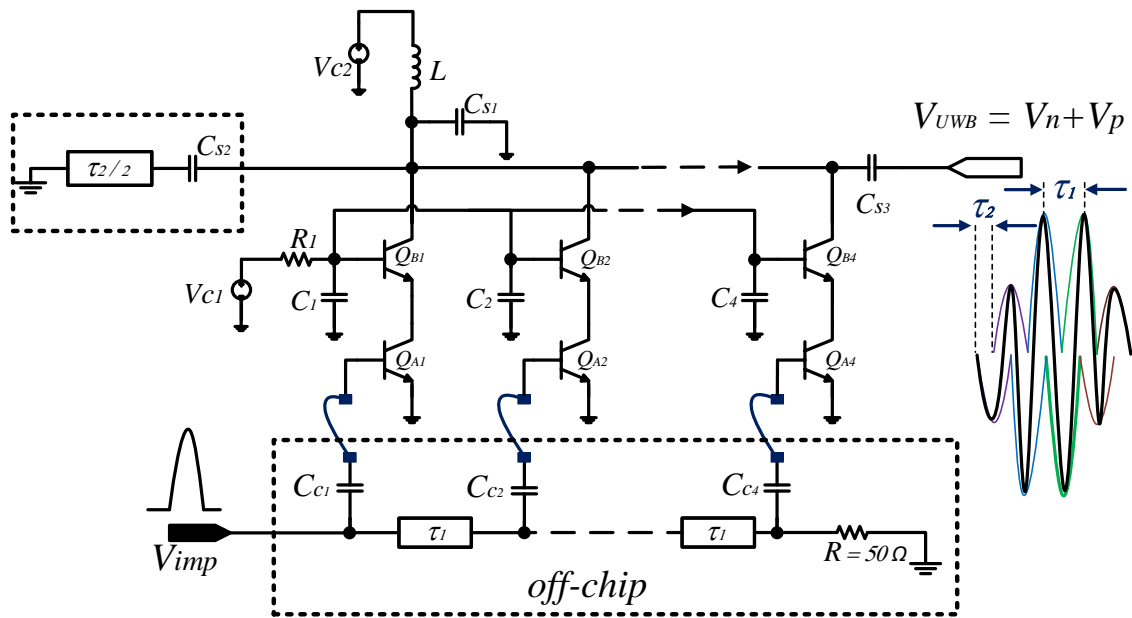 Vc2
L
Cs1
V_UWB = Vn+Vp
τ2/2
Cs2
Cs3
τ1
τ2
R1
QB1
QB2
QB4
Vc1
C1
C2
C4
QA1
QA2
QA4
Cc1
Cc2
Cc4
Vimp
τ1
τ1
R = 50 Ω
off-chip